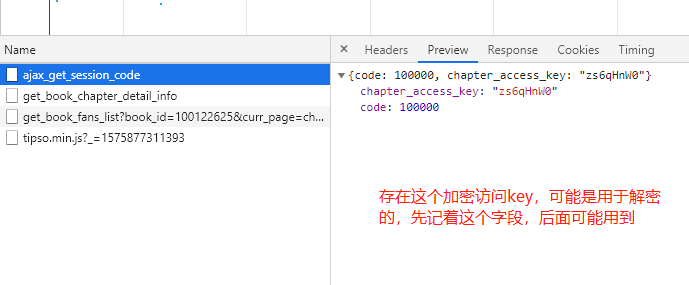 Name
× Headers Preview Response Cookies Timing
ajax_get_session_code
get_book_chapter_detail_info
get_book_fans_list?book_id=100122625&curr_page=ch...
tipso.min.js?_=1575877311393
▼{code: 100000, chapter_access_key: "zs6qHnW0"}
chapter_access_key: "zs6qHnW0"
code: 100000
存在这个加密访问key，可能是用于解密
的，先记着这个字段，后面可能用到